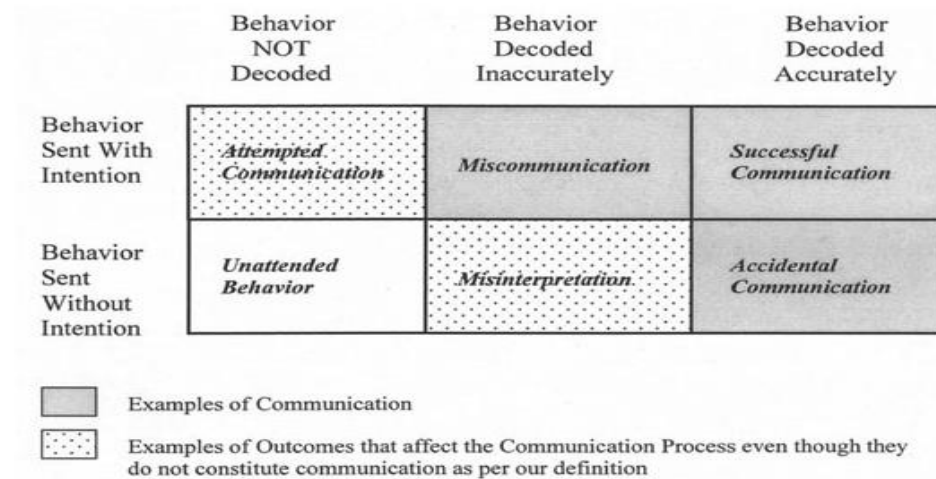 Behavior
NOT
Decoded
Behavior
Decoded
Inaccurately
Behavior
Decoded
Accurately
Behavior
Sent With
Intention
Attempted
Communication
Miscommunication
Successful
Communication
Behavior
Sent
Without
Intention
Unattended
Behavior
Misinterpretation
Accidental
Communication
Examples of Communication
Examples of Outcomes that affect the Communication Process even though they
do not constitute communication as per our definition